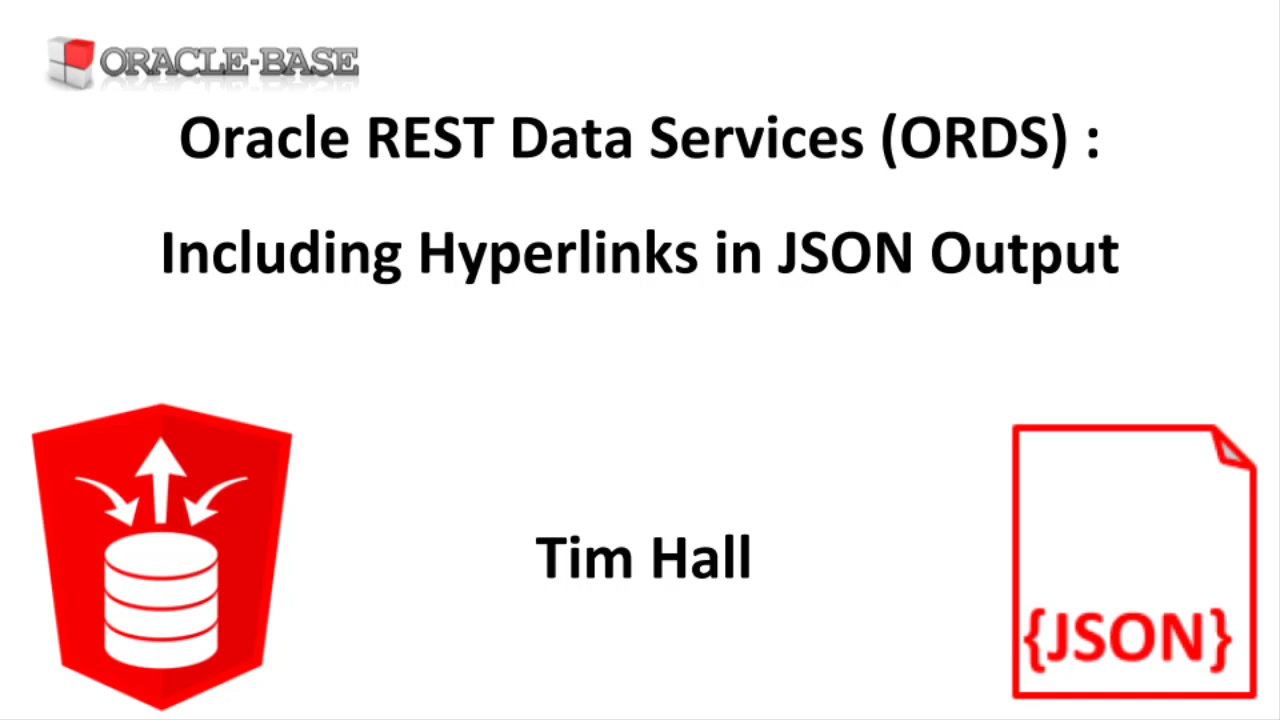 ORACLE-BASE
Oracle REST Data Services (ORDS) :
Including Hyperlinks in JSON Output
Tim Hall
{JSON}